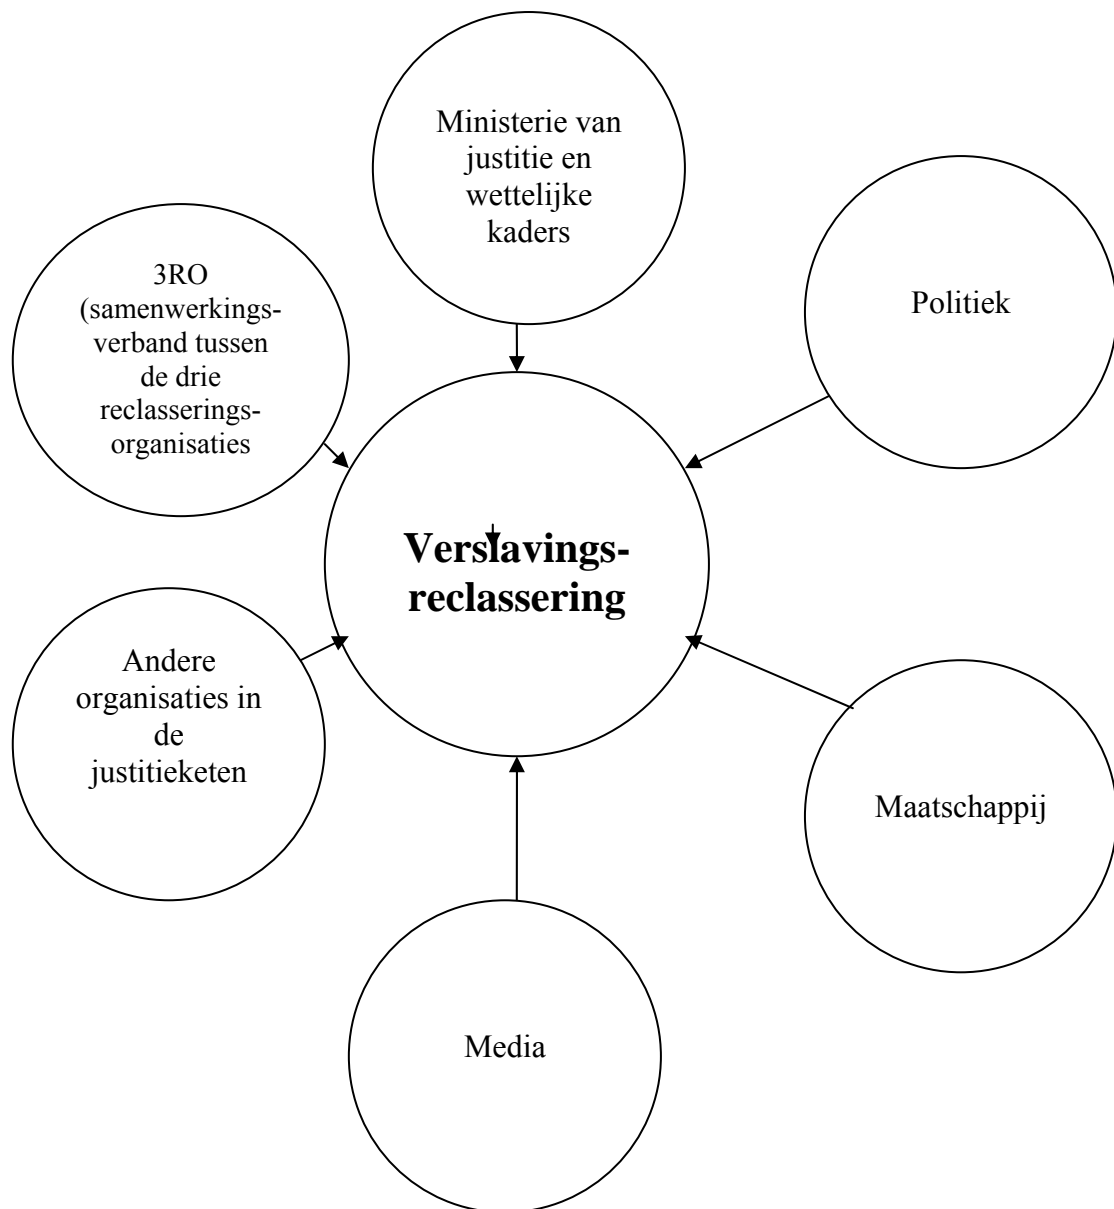 Ministerie van
justitie en
wettelijke
kaders
Politiek
3RO
(samenwerkings-
verband tussen
de drie
reclasserings-
organisaties
Verslavings-
reclassering
Andere
organisaties in
de
justitieketen
Maatschappij
Media